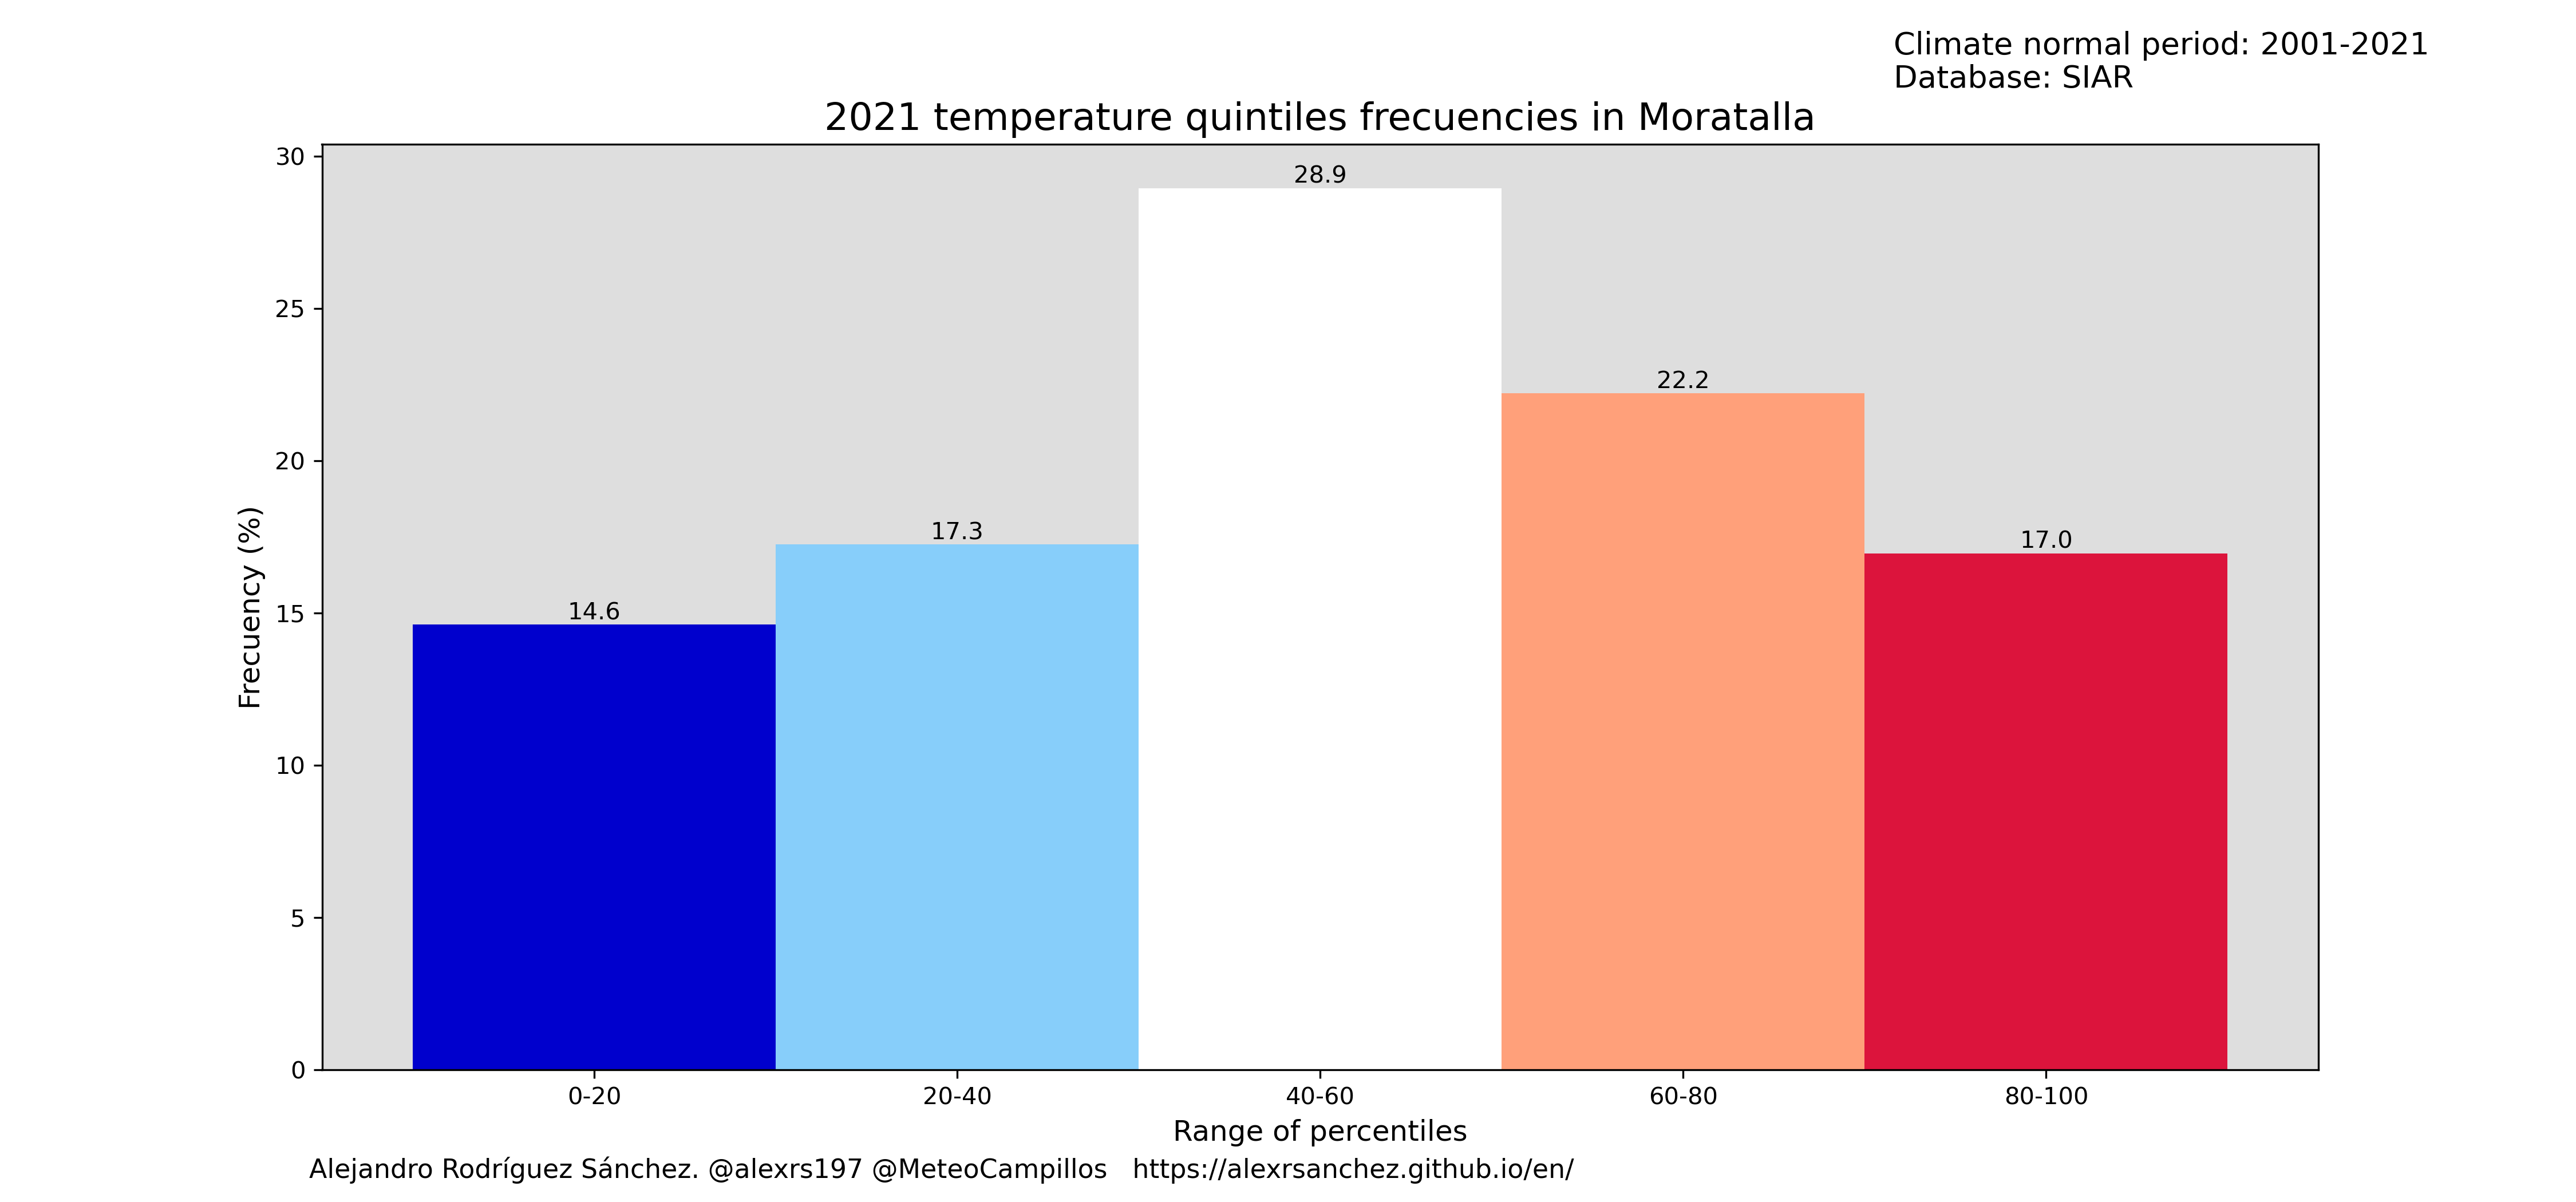 Climate normal period: 2001-2021
Database: SIAR
2021 temperature quintiles frecuencies in Moratalla
30
25
20
15
10
5
0
Frecuency (%)
14.6
17.3
28.9
22.2
17.0
0-20
20-40
40-60
60-80
80-100
Range of percentiles
Alejandro Rodríguez Sánchez. @alexrs197 @MeteoCampillos https://alexrsanchez.github.io/en/